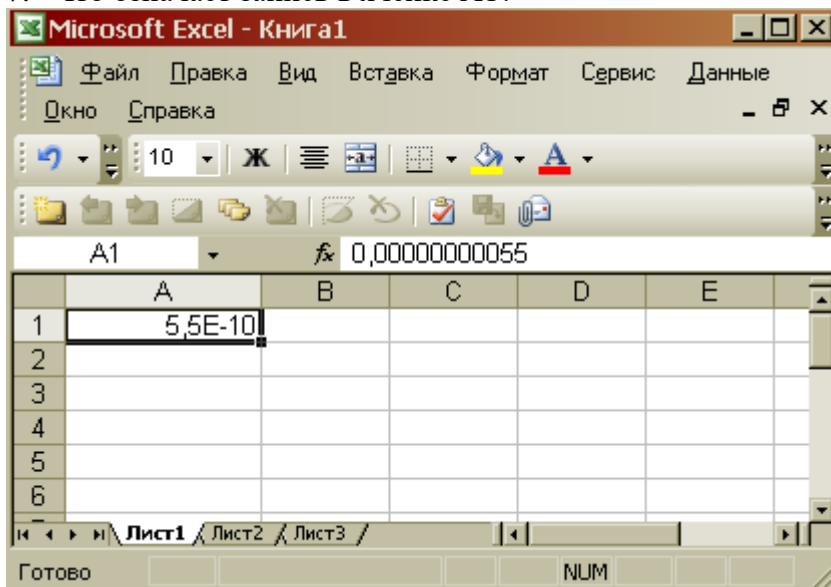 Microsoft Excel - Книга1
Файл Правка Вид Вставка Формат Сервис Данные
Окно Справка
10 Ж A
A1 fx 0,00000000055
A B C D E
1 5,5E-10
2
3
4
5
6
Лист1 Лист2 Лист3
Готово NUM